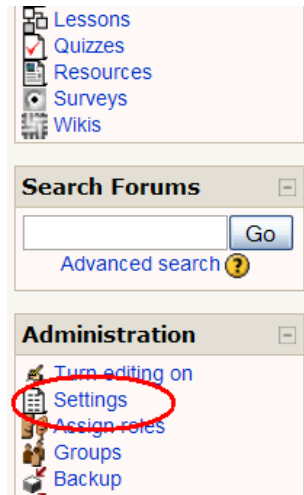 Lessons
Quizzes
Resources
Surveys
Wikis
Search Forums
Go
Advanced search ?
Administration
Turn editing on
Settings
Assign roles
Groups
Backup